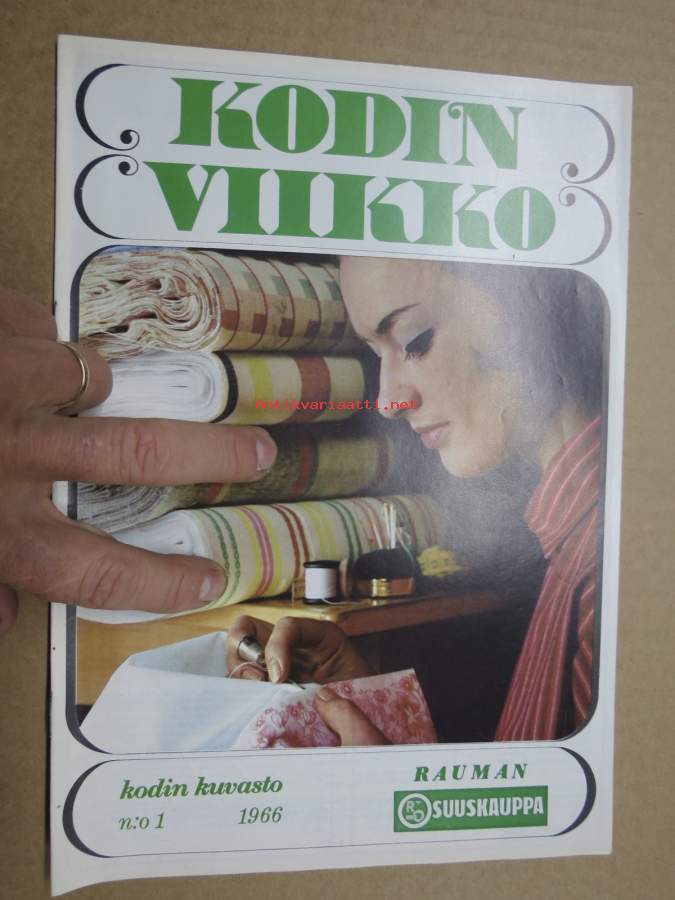 KODIN
VIIKKO
Antikvariaatti.net
kodin kuvasto
n:o 1 1966
RAUMAN
OSUUSKAUPPA